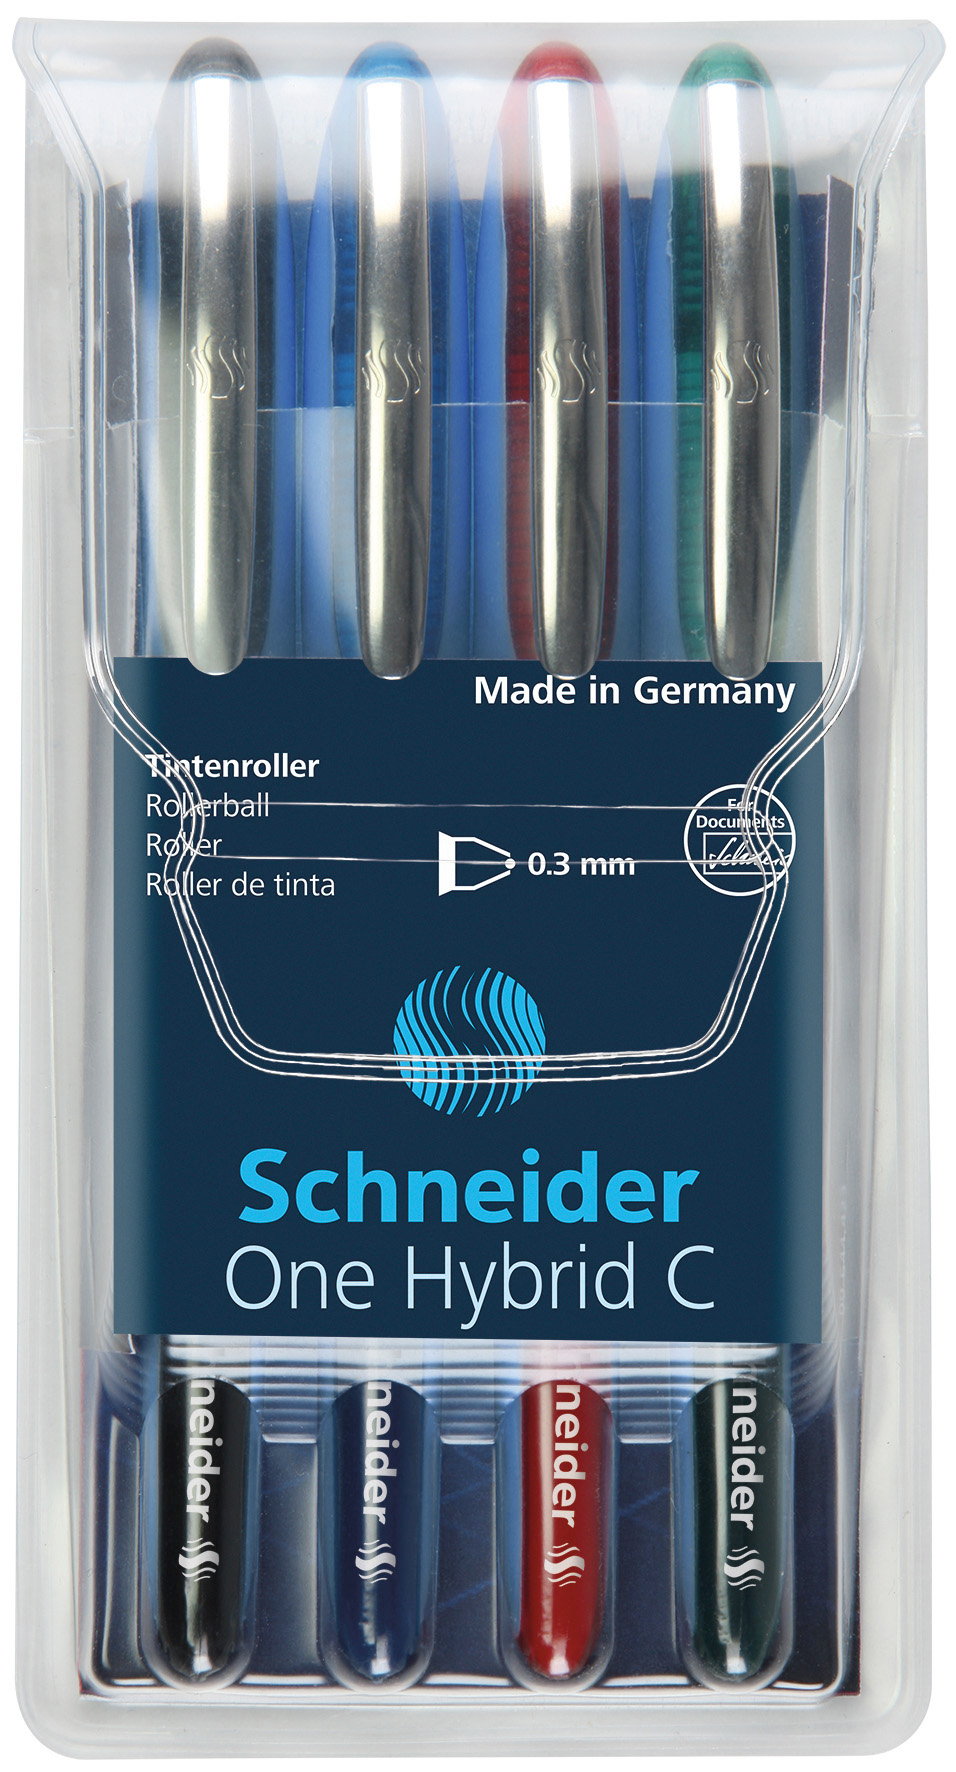 Made in Germany
Tintenroller
Rollerball
Roller
Roller de tinta
0.3 mm
For
Documents
Schneider
One Hybrid C
neider
neider
neider
neider